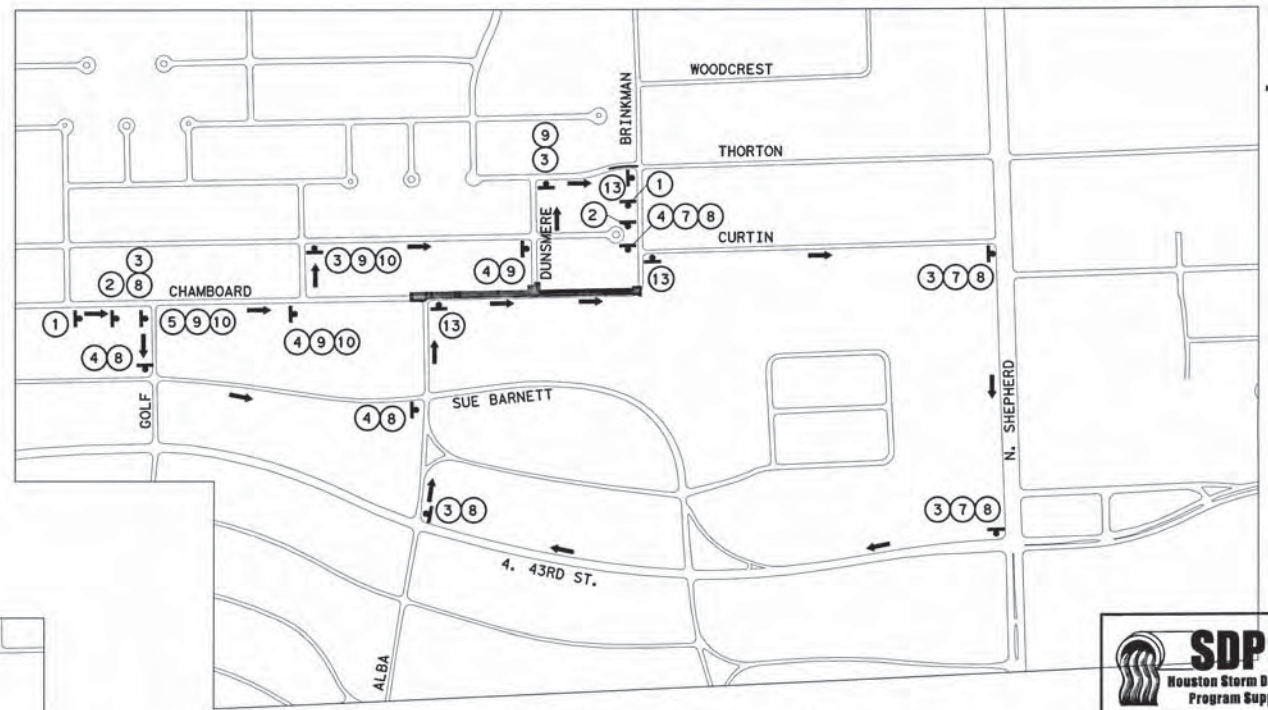 WOODCREST
BRINKMAN
9
3
THORTON
13
1
2
4 7 8
DUNSMERE
CURTIN
3 9 10
4 9
13
3 7 8
3
2 8
CHAMBOARD
1
5 9 10
4 9 10
13
4 8
GOLF
SUE BARNETT
4 8
N. SHEPHERD
3 8
3 7 8
4. 43RD ST.
ALBA
SDP
Houston Storm D
Program Supp